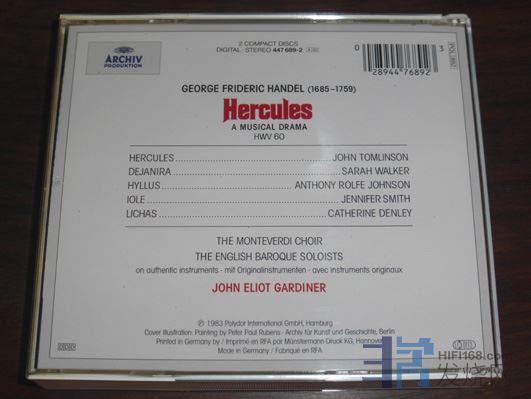 ARCHIV
PRODUKTION
2 COMPACT DISCS
DIGITAL · STEREO 447 689-2
0
28944 76892
3
GEORGE FRIDERIC HANDEL (1685–1759)
Hercules
A MUSICAL DRAMA
HWV 60
HERCULES JOHN TOMLINSON
DEJANIRA SARAH WALKER
HYLLUS ANTHONY ROLFE JOHNSON
IOLE JENNIFER SMITH
LICHAS CATHERINE DENLEY
THE MONTEVERDI CHOIR
THE ENGLISH BAROQUE SOLOISTS
on authentic instruments · mit Originalinstrumenten · avec instruments originaux
JOHN ELIOT GARDINER
℗ 1983 Polydor International GmbH, Hamburg
Cover Illustration: Painting by Peter Paul Rubens · Archiv für Kunst und Geschichte, Berlin
Printed in Germany by / Imprimé en RFA par Münstermann-Druck KG, Hannover
Made in Germany / Fabriqué en RFA
DDD
HIFI168.co
发烧